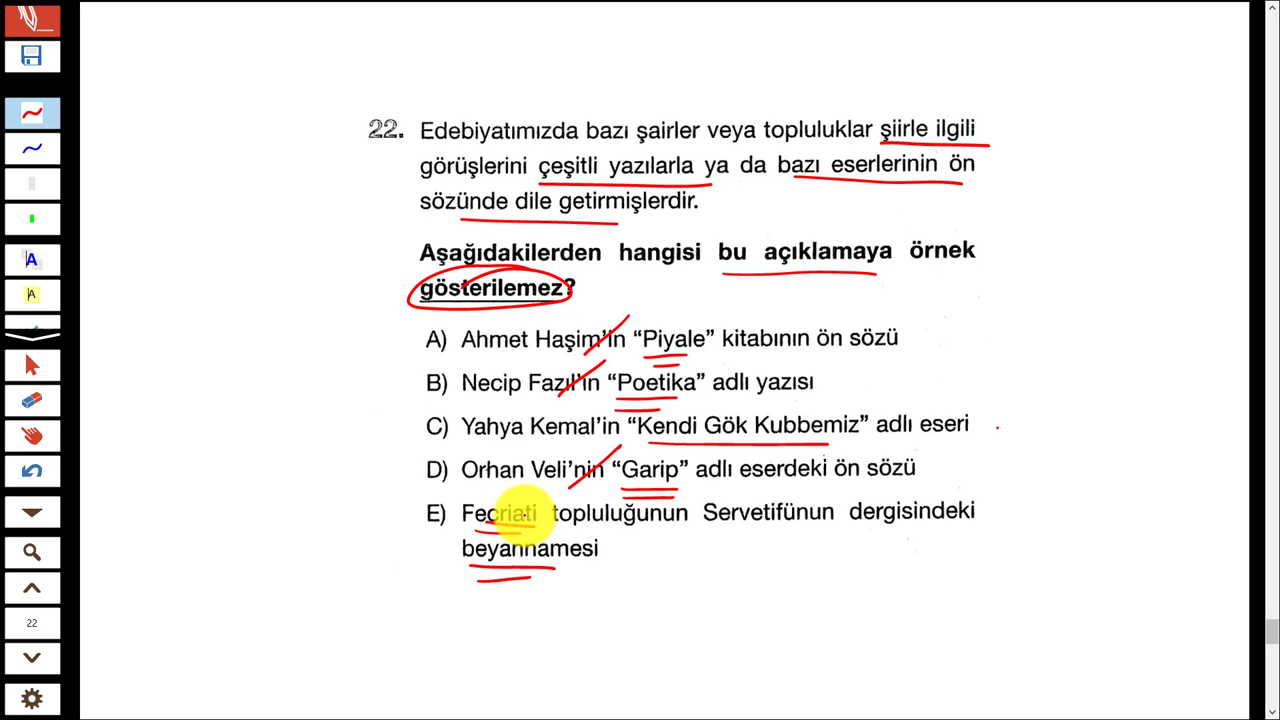 22. Edebiyatımızda bazı şairler veya topluluklar şiirle ilgili
görüşlerini çeşitli yazılarla ya da bazı eserlerinin ön
sözünde dile getirmişlerdir.
Aşağıdakilerden hangisi bu açıklamaya örnek
gösterilemez?
A) Ahmet Haşim’in “Piyale” kitabının ön sözü
B) Necip Fazıl’ın “Poetika” adlı yazısı
C) Yahya Kemal’in “Kendi Gök Kubbemiz” adlı eseri
D) Orhan Veli’nin “Garip” adlı eserdeki ön sözü
E) Fecriati topluluğunun Servetifünun dergisindeki
beyannamesi
A
A
22